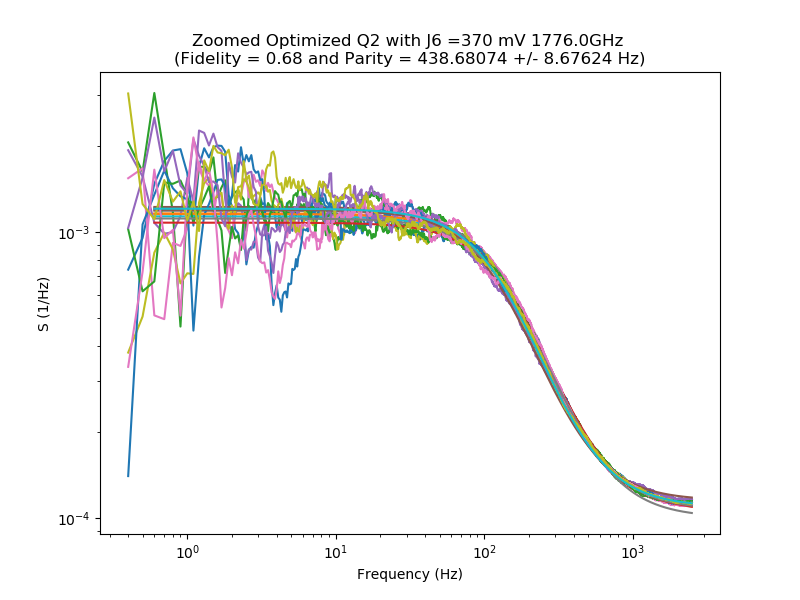 Zoomed Optimized Q2 with J6 =370 mV 1776.0GHz
(Fidelity = 0.68 and Parity = 438.68074 +/- 8.67624 Hz)
10⁻³
S (1/Hz)
10⁻⁴
10⁰ 10¹ 10² 10³
Frequency (Hz)